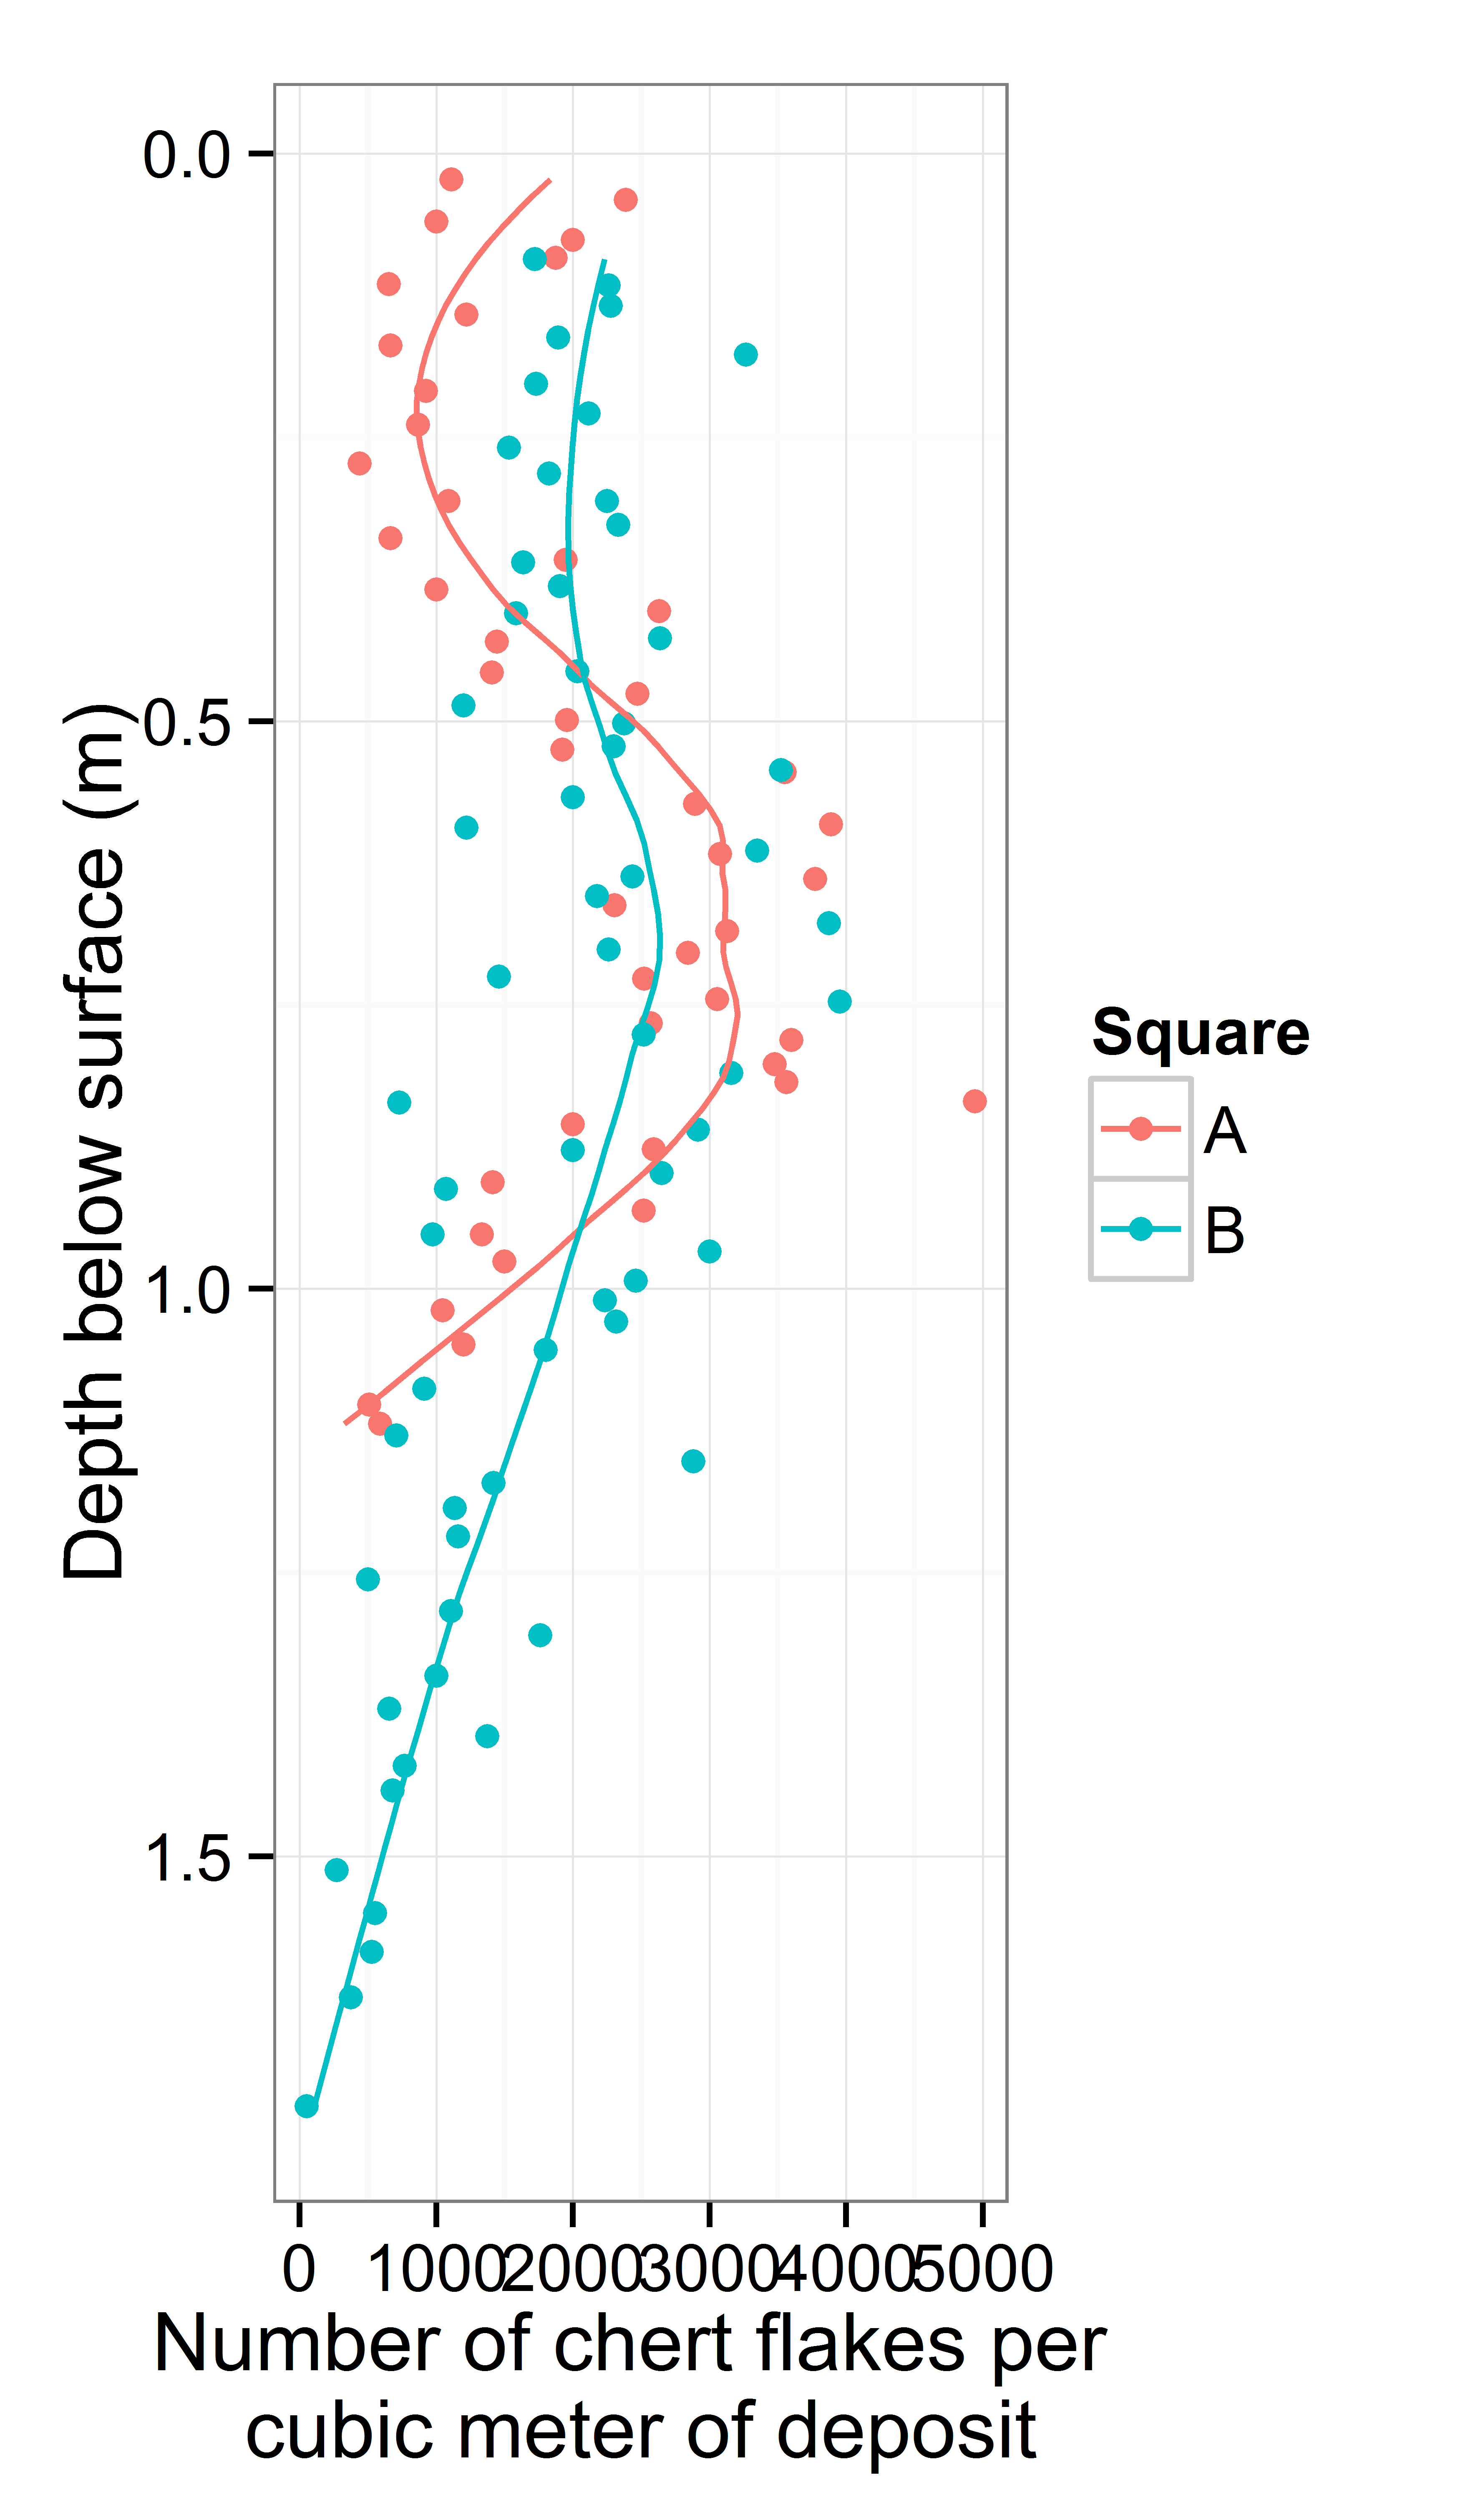 0.0
0.5
1.0
1.5
Depth below surface (m)
0 1000 2000 3000 4000 5000
Number of chert flakes per
cubic meter of deposit
Square
A
B